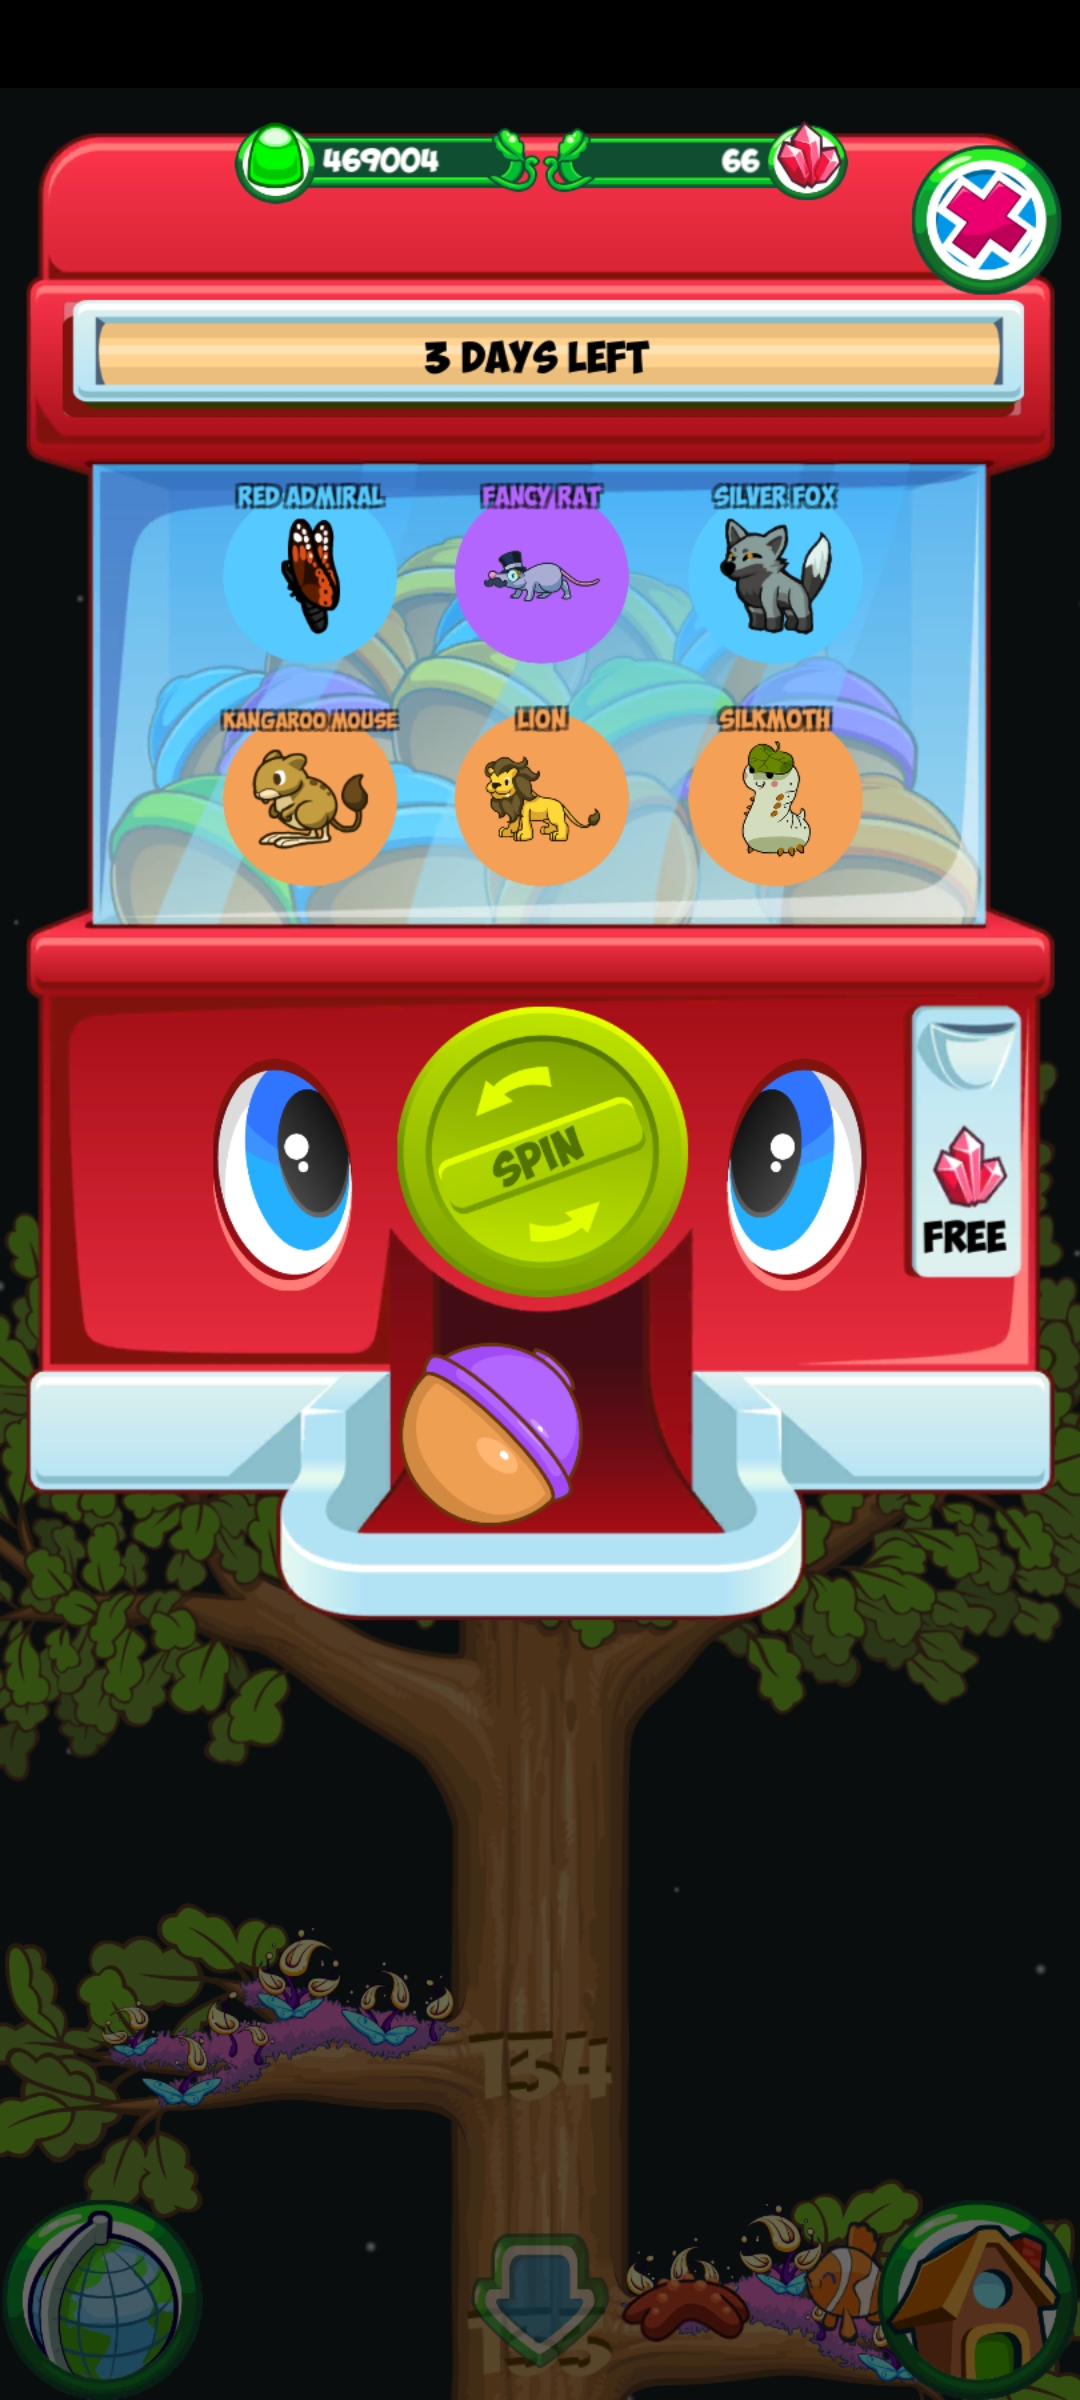 469004
66
3 DAYS LEFT
RED ADMIRAL
FANCY RAT
SILVER FOX
KANGAROO MOUSE
LION
SILKMOTH
SPIN
FREE
134